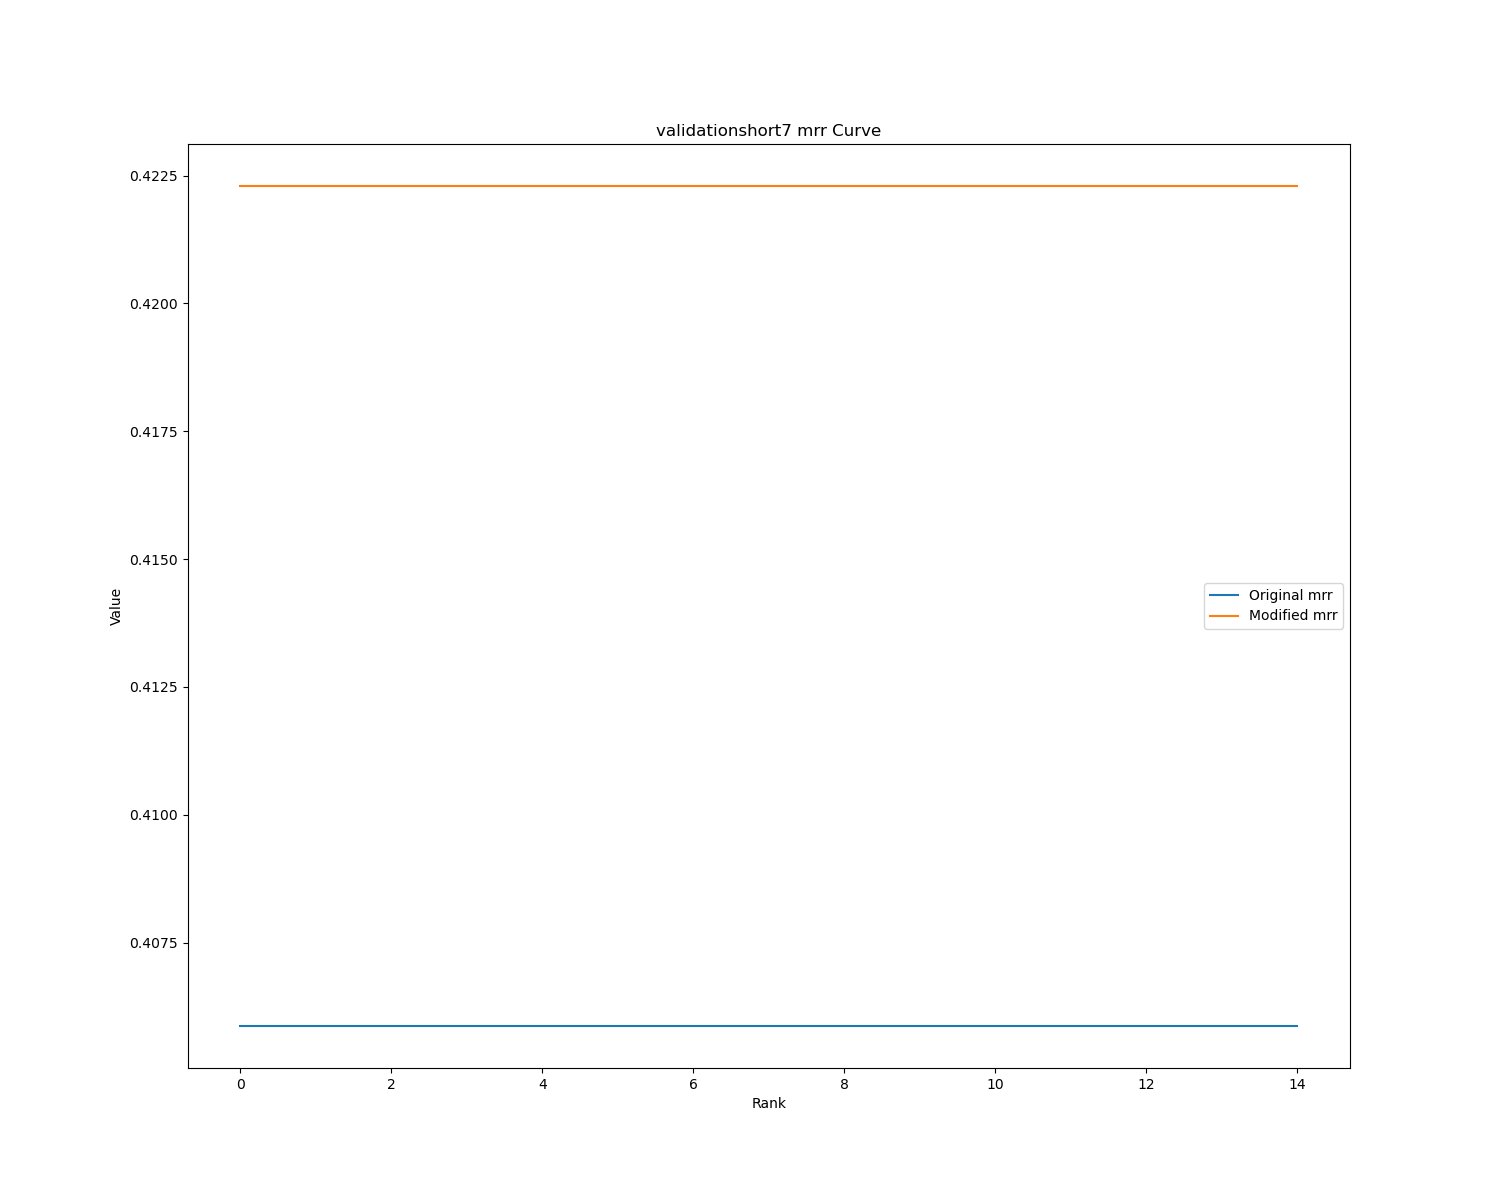 validationshort7 mrr Curve
0.4225
0.4200
0.4175
0.4150
0.4125
0.4100
0.4075
Value
Original mrr
Modified mrr
0 2 4 6 8 10 12 14
Rank